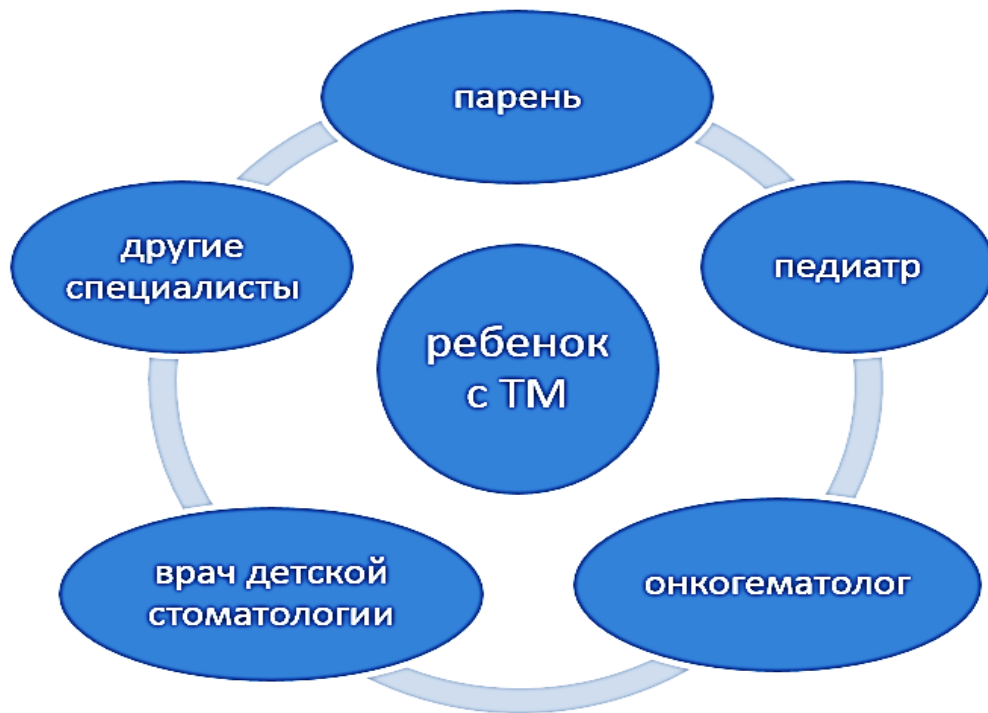 парень
другие
специалисты
педиатр
ребенок
с ТМ
врач детской
стоматологии
онкогематолог